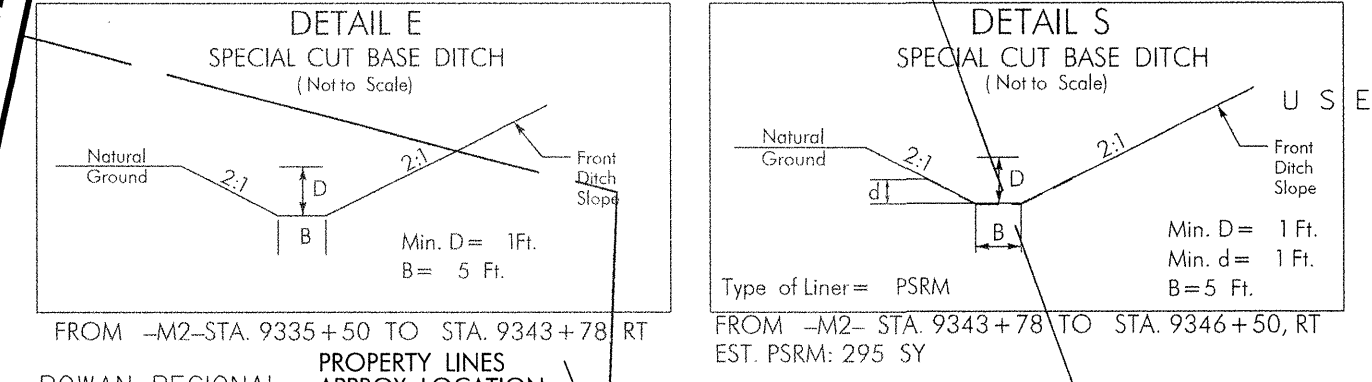 DETAIL E
SPECIAL CUT BASE DITCH
(Not to Scale)
Natural
Ground
2:1
D
2:1
Front
Ditch
Slope
B
Min. D= 1Ft.
B= 5 Ft.
FROM -M2-STA. 9335+50 TO STA. 9343+78 RT
PROPERTY LINES
ROWAN REGIONAL APPROX LOCATION
DETAIL S
SPECIAL CUT BASE DITCH
(Not to Scale)
U S E
Natural
Ground
2:1
d
D
2:1
Front
Ditch
Slope
B
Min. D= 1 Ft.
Min. d= 1 Ft.
B=5 Ft.
Type of Liner= PSRM
FROM -M2- STA. 9343+78 TO STA. 9346+50, RT
EST. PSRM: 295 SY